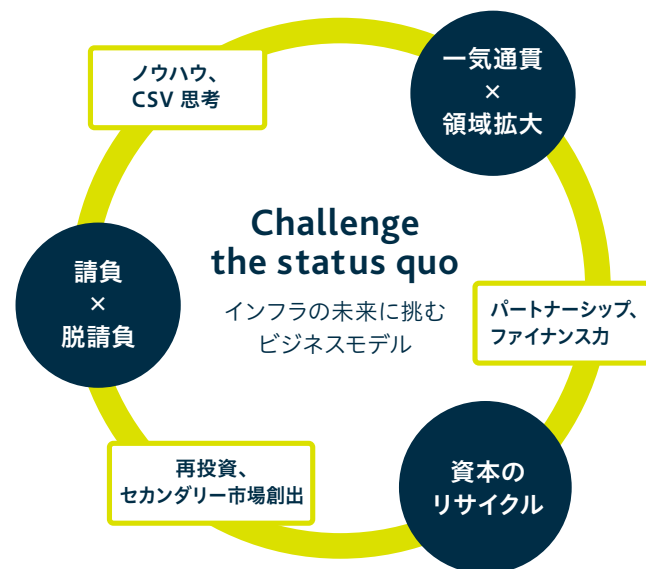 一気通貫
×
領域拡大
ノウハウ、
CSV 思考
Challenge
the status quo
インフラの未来に挑む
ビジネスモデル
請負
×
脱請負
パートナーシップ、
ファイナンス力
再投資、
セカンダリー市場創出
資本の
リサイクル